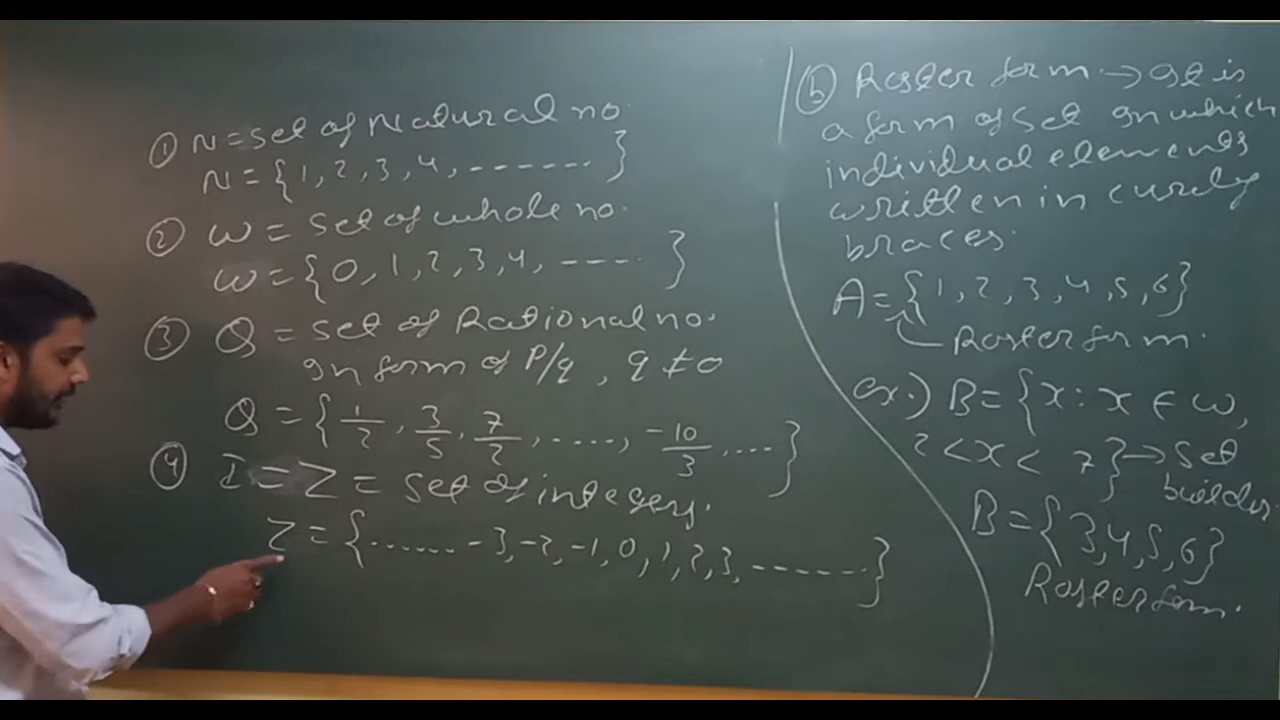 ① N = set of Natural no.
N = {1, 2, 3, 4, ------- }
② W = set of whole no.
W = {0, 1, 2, 3, 4, ---- }
③ Q = set of Rational no.
In form of P/q, q ≠ 0
Q = {1/2, 3/5, 7/2, ....., -10/3, ... }
④ I = Z = set of integers.
Z = {...... -3, -2, -1, 0, 1, 2, 3, ------- }
ⓑ Roster form → It is
a form of set in which
individual elements
written in curly
braces.
A = {1, 2, 3, 4, 5, 6}
Roster form.
ex.) B = {x : x ∈ W,
2 < x < 7} → set
builder
B = {3, 4, 5, 6}
Roster form.